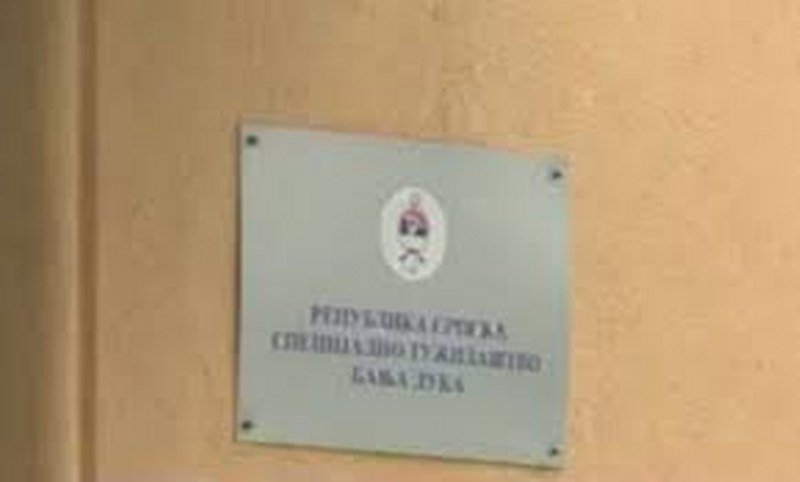 РЕПУБЛИКА СРПСКА
СПЕЦИЈАЛНО ТУЖИЛАШТВО
БАЊА ЛУКА